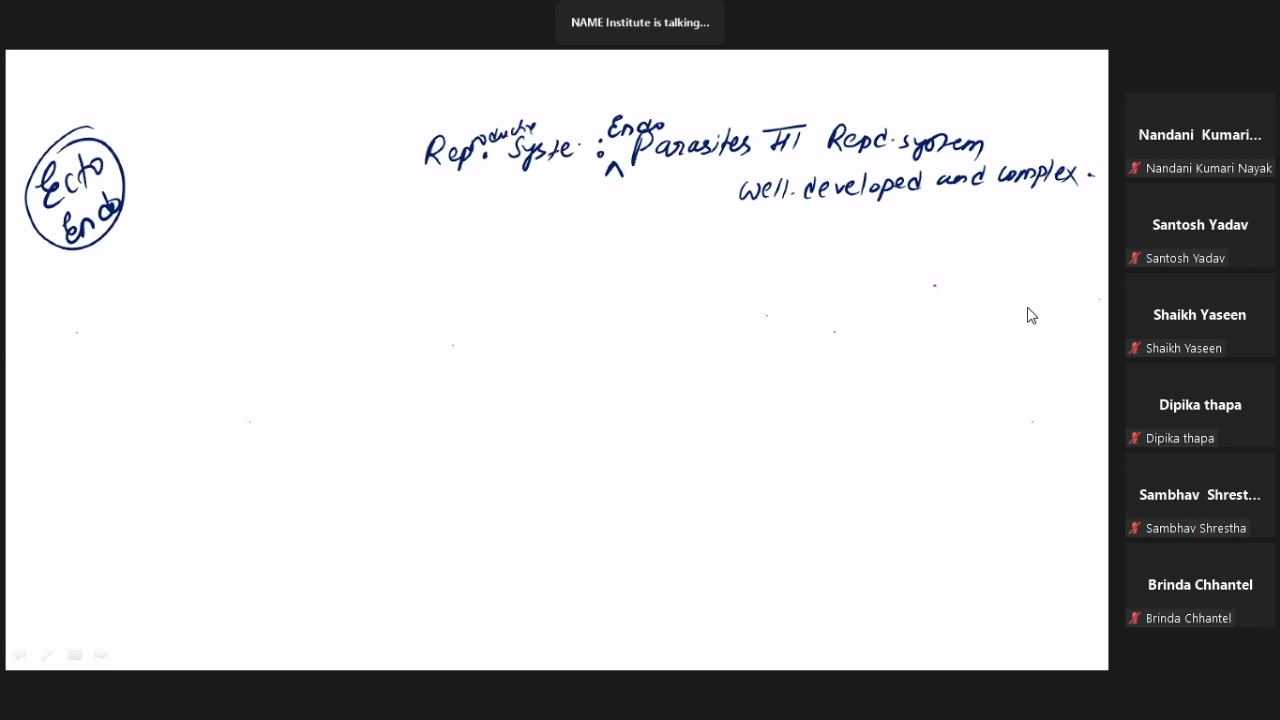 NAME Institute is talking...
Ecto
Endo
Reproductive Syste. : Endo Parasites Repd. system
well. developed and complex.
Nandani Kumari...
Nandani Kumari Nayak
Santosh Yadav
Santosh Yadav
Shaikh Yaseen
Shaikh Yaseen
Dipika thapa
Dipika thapa
Sambhav Shrest...
Sambhav Shrestha
Brinda Chhantel
Brinda Chhantel